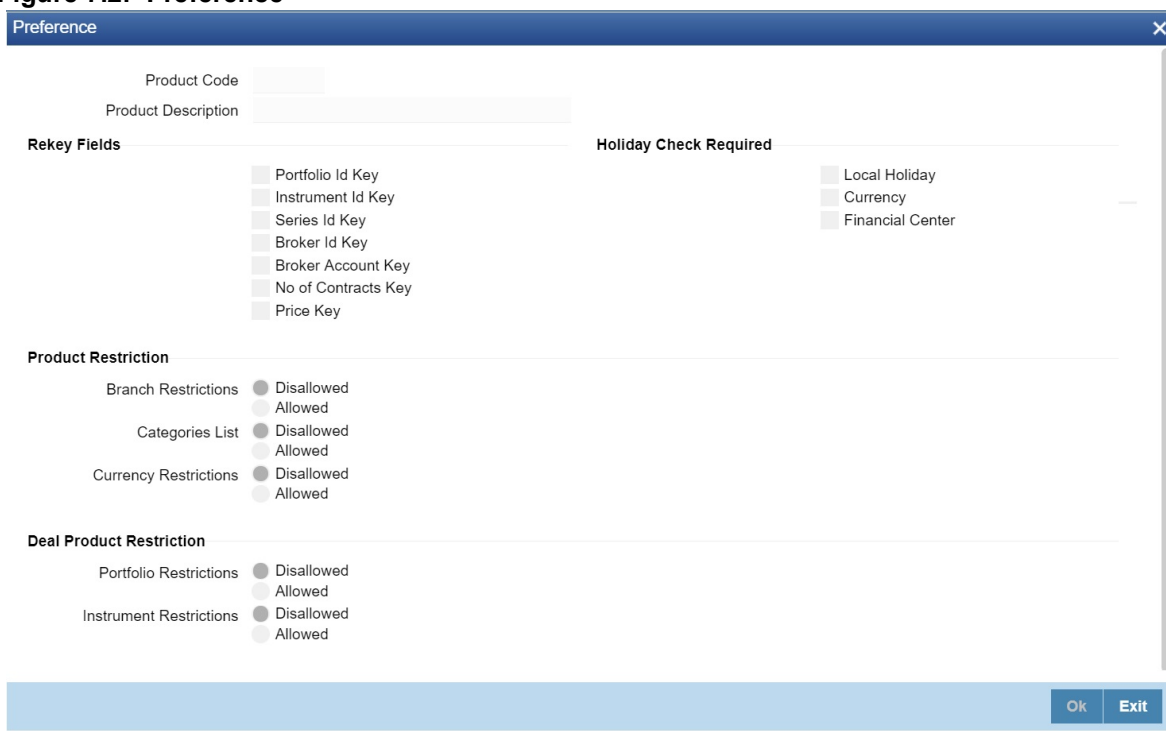 Preference
Product Code
Product Description
Rekey Fields
Portfolio Id Key
Instrument Id Key
Series Id Key
Broker Id Key
Broker Account Key
No of Contracts Key
Price Key
Holiday Check Required
Local Holiday
Currency
Financial Center
Product Restriction
Branch Restrictions
Disallowed
Allowed
Categories List
Disallowed
Allowed
Currency Restrictions
Disallowed
Allowed
Deal Product Restriction
Portfolio Restrictions
Disallowed
Allowed
Instrument Restrictions
Disallowed
Allowed
Ok
Exit